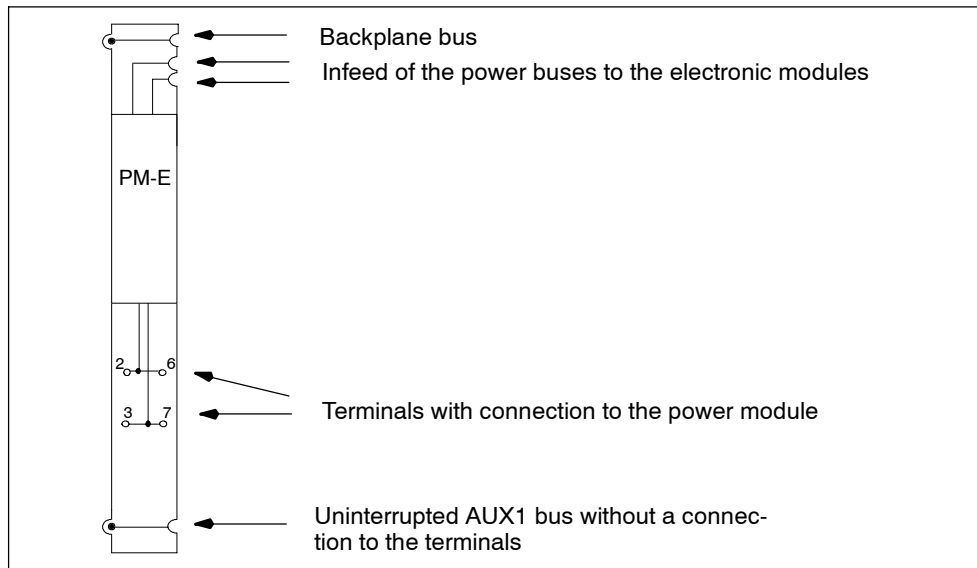 Backplane bus
Infeed of the power buses to the electronic modules
PM-E
2 6
3 7
Terminals with connection to the power module
Uninterrupted AUX1 bus without a connec-
tion to the terminals